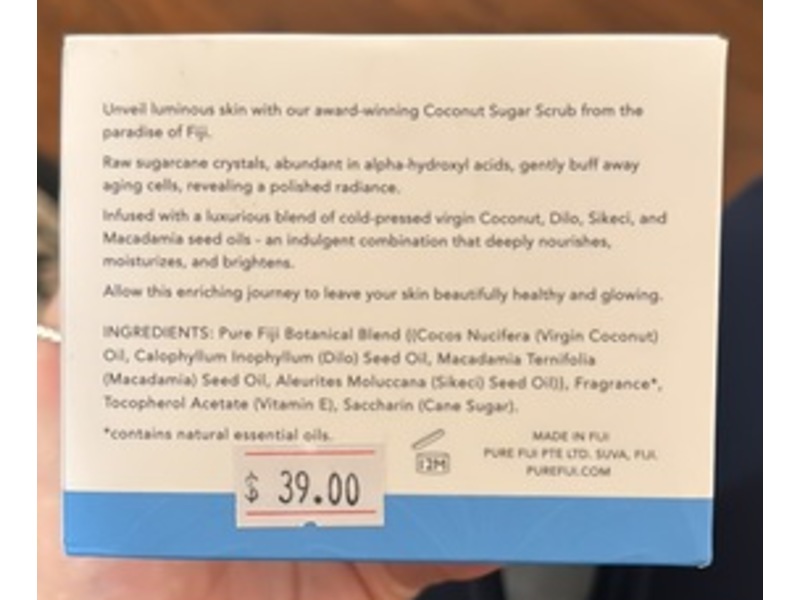 Unveil luminous skin with our award-winning Coconut Sugar Scrub from the
paradise of Fiji.
Raw sugarcane crystals, abundant in alpha-hydroxyl acids, gently buff away
aging cells, revealing a polished radiance.
Infused with a luxurious blend of cold-pressed virgin Coconut, Dilo, Sikeci, and
Macadamia seed oils - an indulgent combination that deeply nourishes,
moisturizes, and brightens.
Allow this enriching journey to leave your skin beautifully healthy and glowing.
INGREDIENTS: Pure Fiji Botanical Blend {(Cocos Nucifera (Virgin Coconut)
Oil, Calophyllum Inophyllum (Dilo) Seed Oil, Macadamia Ternifolia
(Macadamia) Seed Oil, Aleurites Moluccana (Sikeci) Seed Oil)}, Fragrance*,
Tocopherol Acetate (Vitamin E), Saccharin (Cane Sugar).
*contains natural essential oils.
12M
MADE IN FIJI
PURE FIJI PTE LTD. SUVA, FIJI.
PUREFIJI.COM
$ 39.00